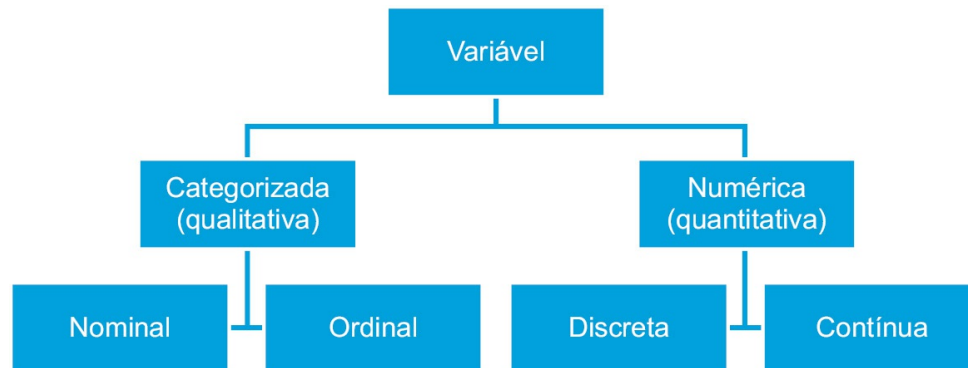 Variável
Categorizada
(qualitativa)
Numérica
(quantitativa)
Nominal
Ordinal
Discreta
Contínua